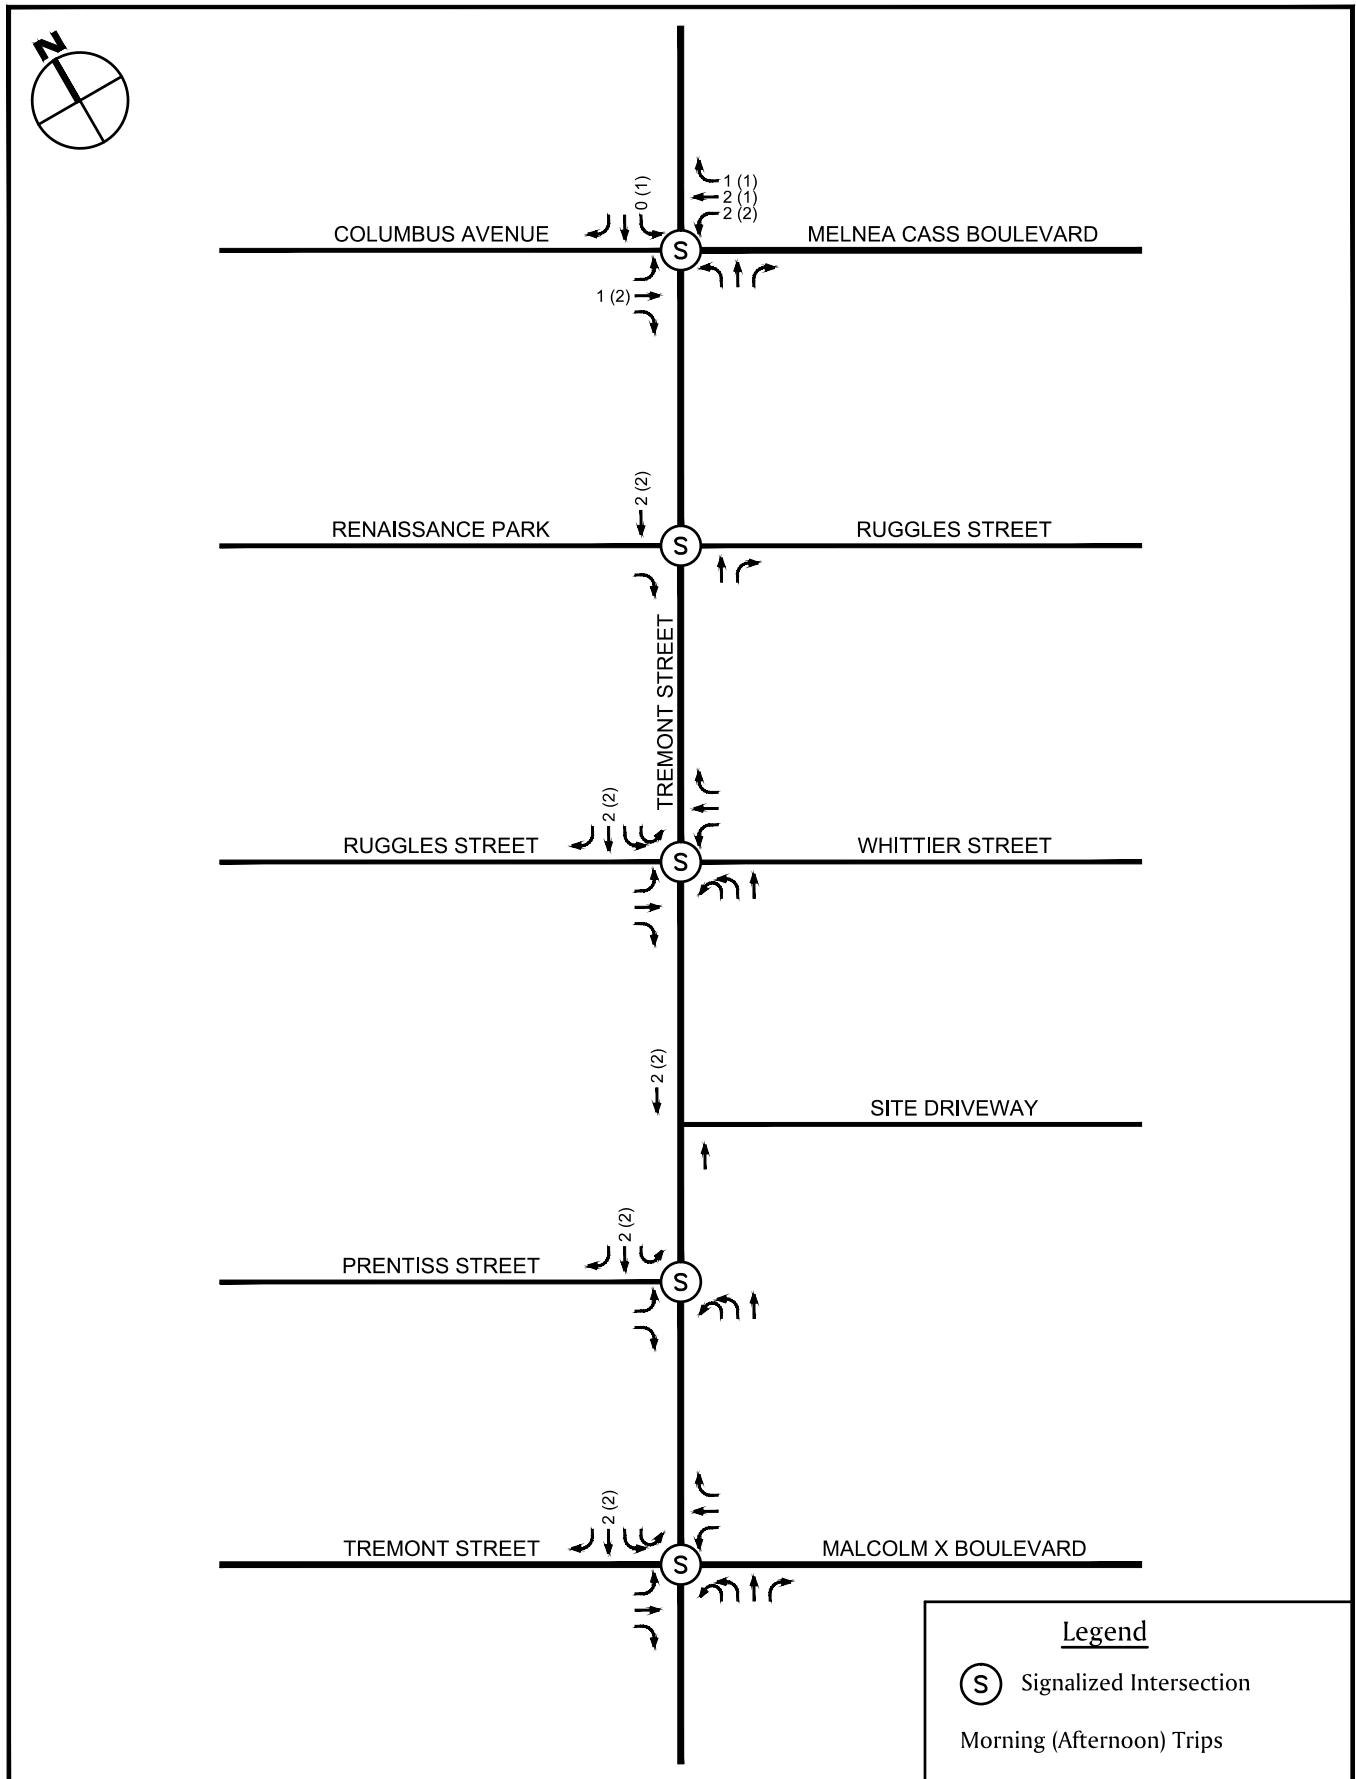 N
0 (1)
1 (1)
2 (1)
2 (2)
COLUMBUS AVENUE
MELNEA CASS BOULEVARD
S
1 (2)
2 (2)
RENAISSANCE PARK
RUGGLES STREET
S
TREMONT STREET
2 (2)
RUGGLES STREET
WHITTIER STREET
S
2 (2)
SITE DRIVEWAY
2 (2)
PRENTISS STREET
S
2 (2)
TREMONT STREET
MALCOLM X BOULEVARD
S
Legend
S Signalized Intersection
Morning (Afternoon) Trips